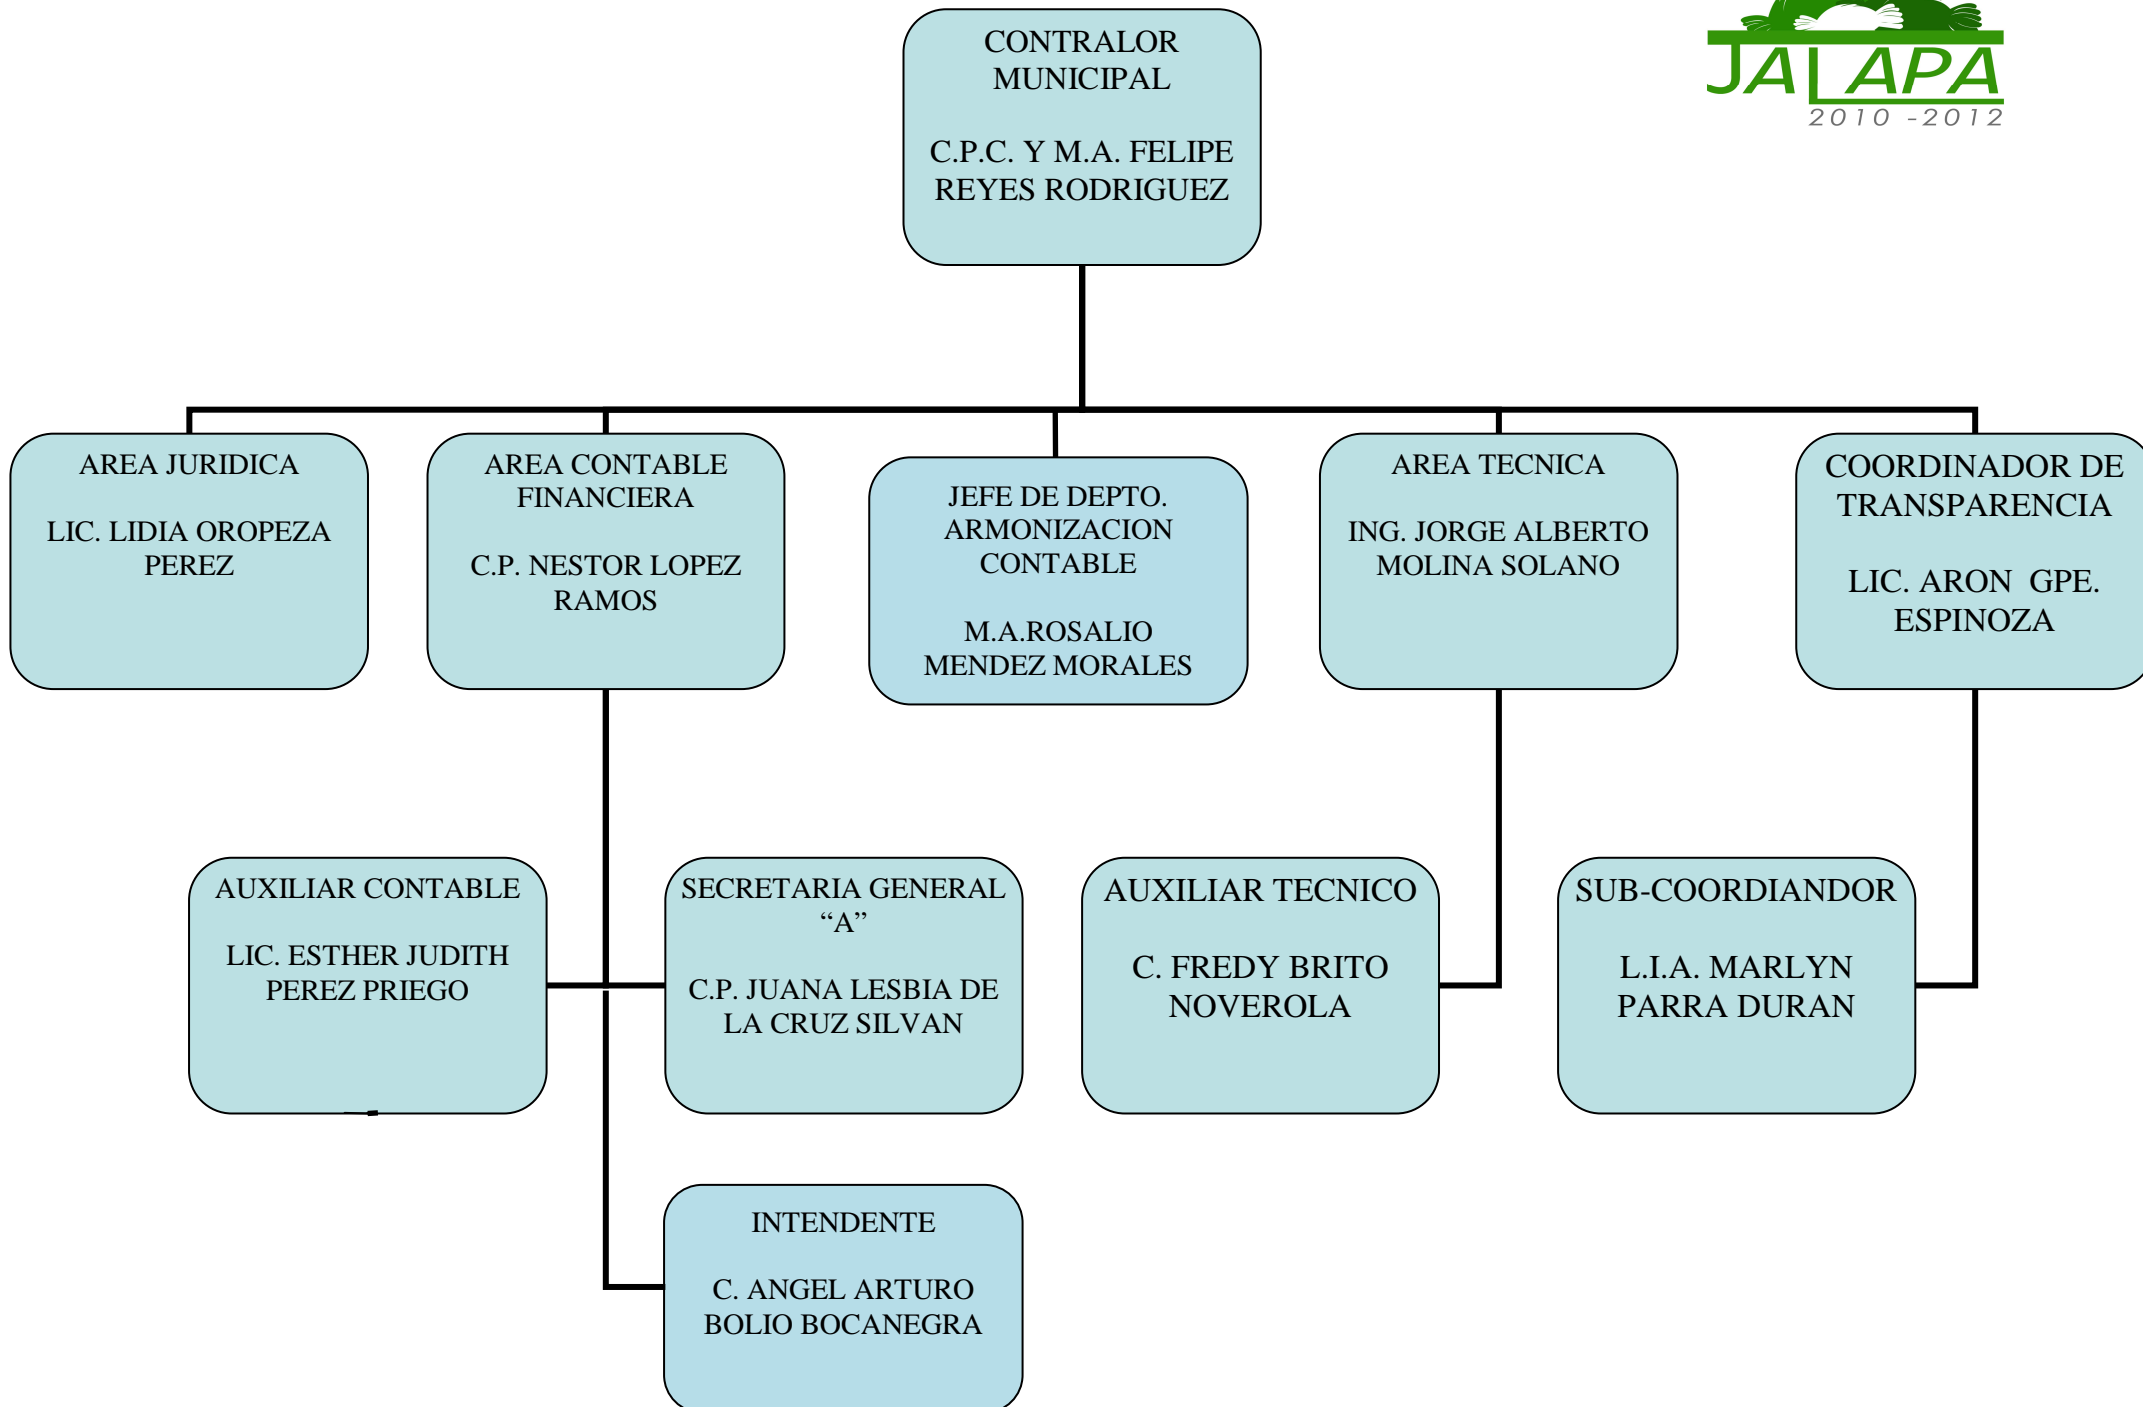 CONTRALOR
MUNICIPAL
C.P.C. Y M.A. FELIPE
REYES RODRIGUEZ
JALAPA
2010 -2012
AREA JURIDICA
LIC. LIDIA OROPEZA
PEREZ
AREA CONTABLE
FINANCIERA
C.P. NESTOR LOPEZ
RAMOS
JEFE DE DEPTO.
ARMONIZACION
CONTABLE
M.A.ROSALIO
MENDEZ MORALES
AREA TECNICA
ING. JORGE ALBERTO
MOLINA SOLANO
COORDINADOR DE
TRANSPARENCIA
LIC. ARON  GPE.
ESPINOZA
AUXILIAR CONTABLE
LIC. ESTHER JUDITH
PEREZ PRIEGO
SECRETARIA GENERAL
“A”
C.P. JUANA LESBIA DE
LA CRUZ SILVAN
AUXILIAR TECNICO
C. FREDY BRITO
NOVEROLA
SUB-COORDIANDOR
L.I.A. MARLYN
PARRA DURAN
INTENDENTE
C. ANGEL ARTURO
BOLIO BOCANEGRA